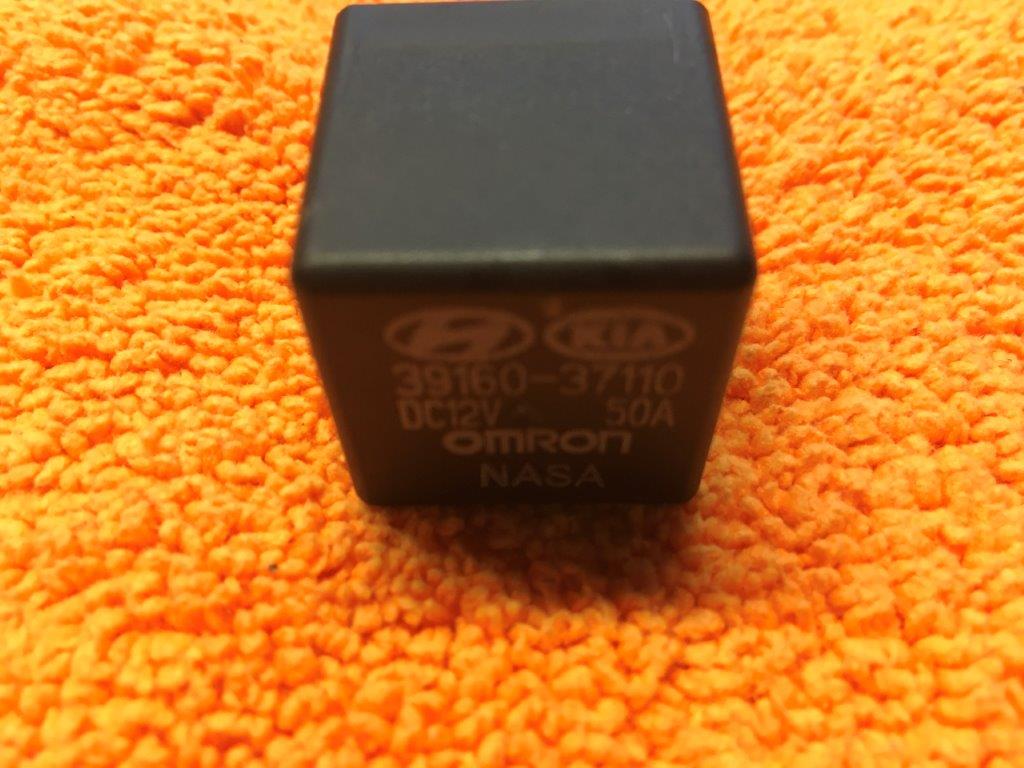 KIA
39160-37110
DC12V 50A
omRon
NASA